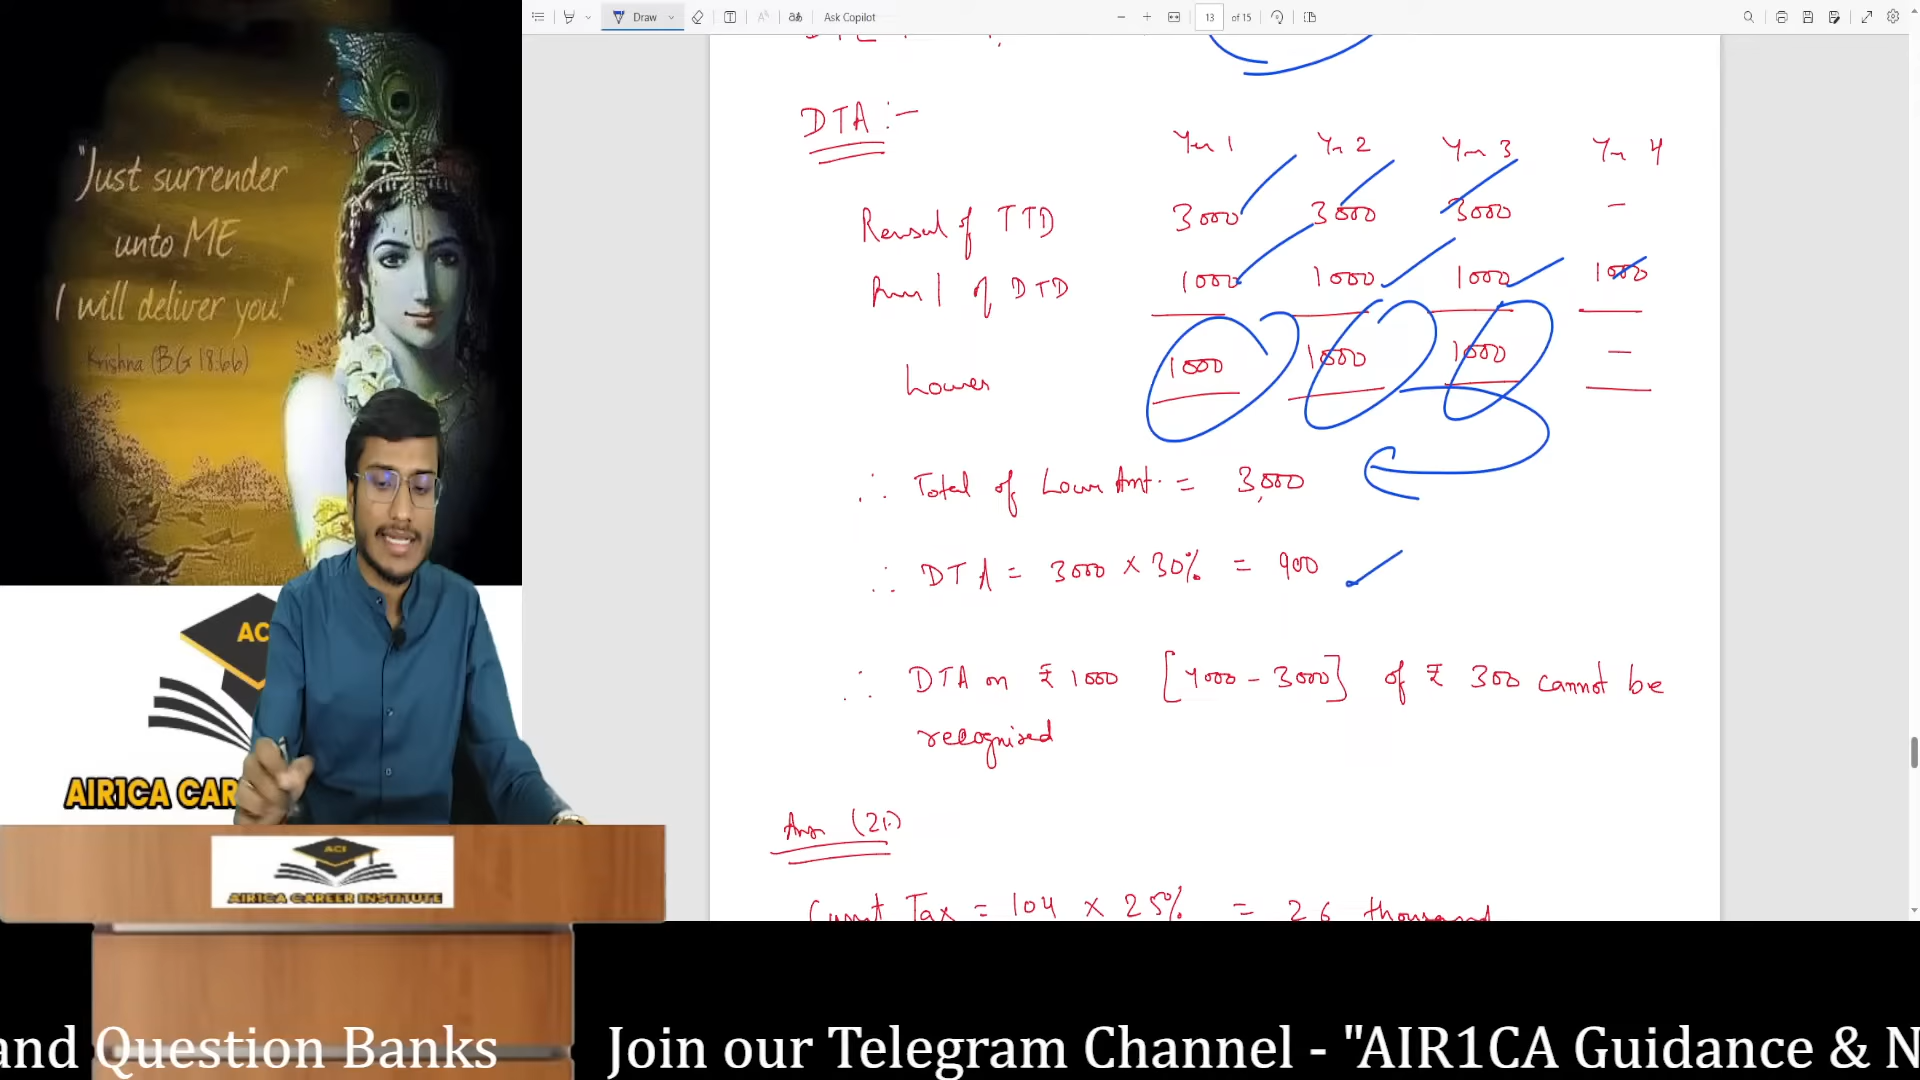 Draw
Ask Copilot
13 of 15
"Just surrender
unto ME
I will deliver you!"
Krishna (B.G 18.66)
DTA :-
Yr 1 Yr 2 Yr 3 Yr 4
Reversal of TTD 3000 3000 3000 -
of DTD 1000 1000 1000 1000
Lower 1000 1000 1000 -
∴ Total of Lower Amt. = 3,000
∴ DTA = 3000 × 30% = 900
∴ DTA on ₹ 1000 [4000 - 3000] of ₹ 300 cannot be
recognised
Ans (21)
Current Tax = 104 × 25% = 26 thousand
AC
AIR1CA CAR
ACI
AIR1CA CAREER INSTITUTE
and Question Banks Join our Telegram Channel - "AIR1CA Guidance & N